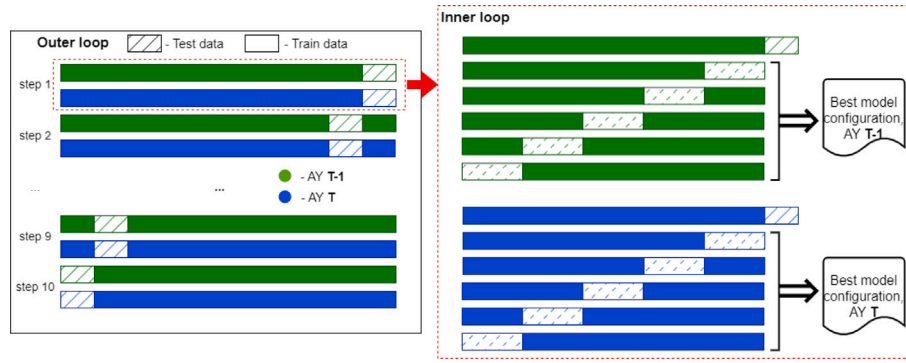 Outer loop
- Test data
- Train data
step 1
step 2
...
...
- AY T-1
- AY T
step 9
step 10
Inner loop
Best model
configuration,
AY T-1
Best model
configuration,
AY T